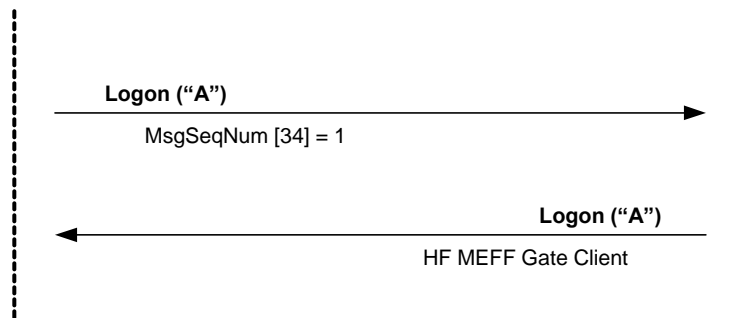 Logon (“A”)
MsgSeqNum [34] = 1
Logon (“A”)
HF MEFF Gate Client